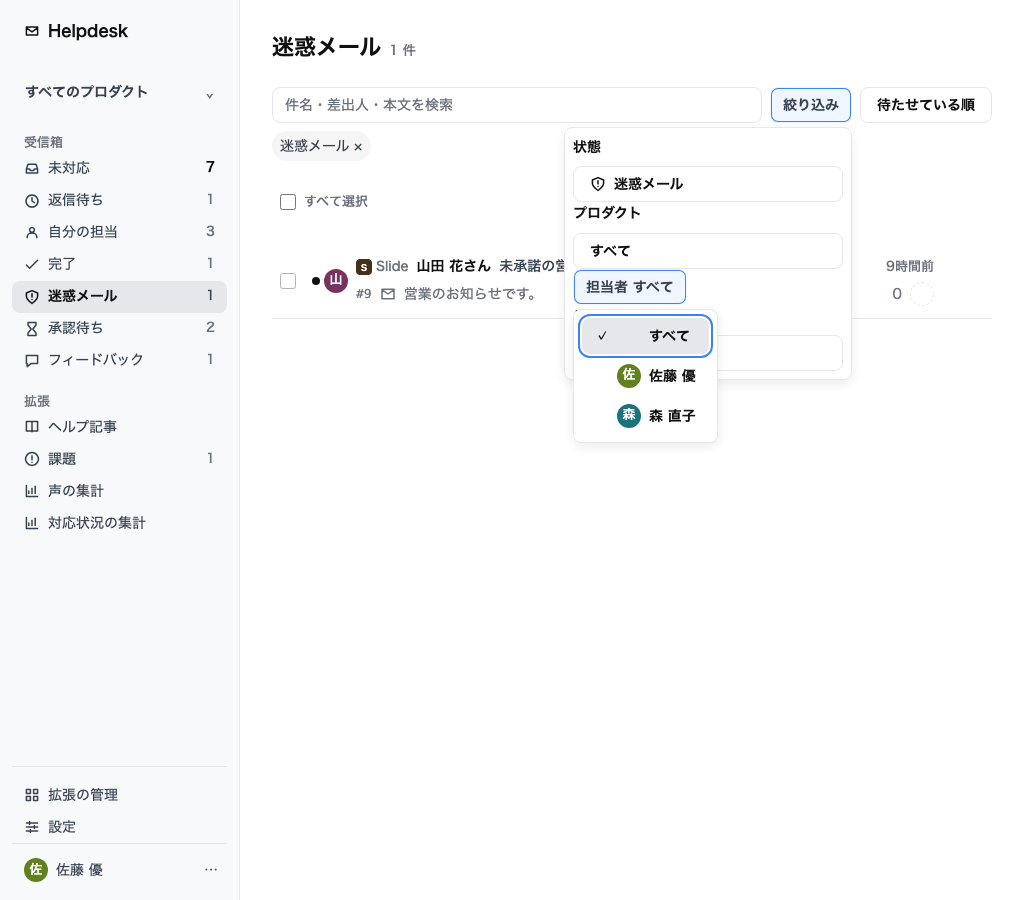 Helpdesk
すべてのプロダクト
受信箱
未対応 7
返信待ち 1
自分の担当 3
完了 1
迷惑メール 1
承認待ち 2
フィードバック 1
拡張
ヘルプ記事
課題 1
声の集計
対応状況の集計
拡張の管理
設定
佐 佐藤 優 …
迷惑メール 1 件
件名・差出人・本文を検索
絞り込み
待たせている順
迷惑メール ×
すべて選択
山 S Slide 山田 花さん 未承諾の営 9時間前
#9 営業のお知らせです。 0
状態
迷惑メール
プロダクト
すべて
担当者 すべて
✓ すべて
佐 佐藤 優
森 森 直子